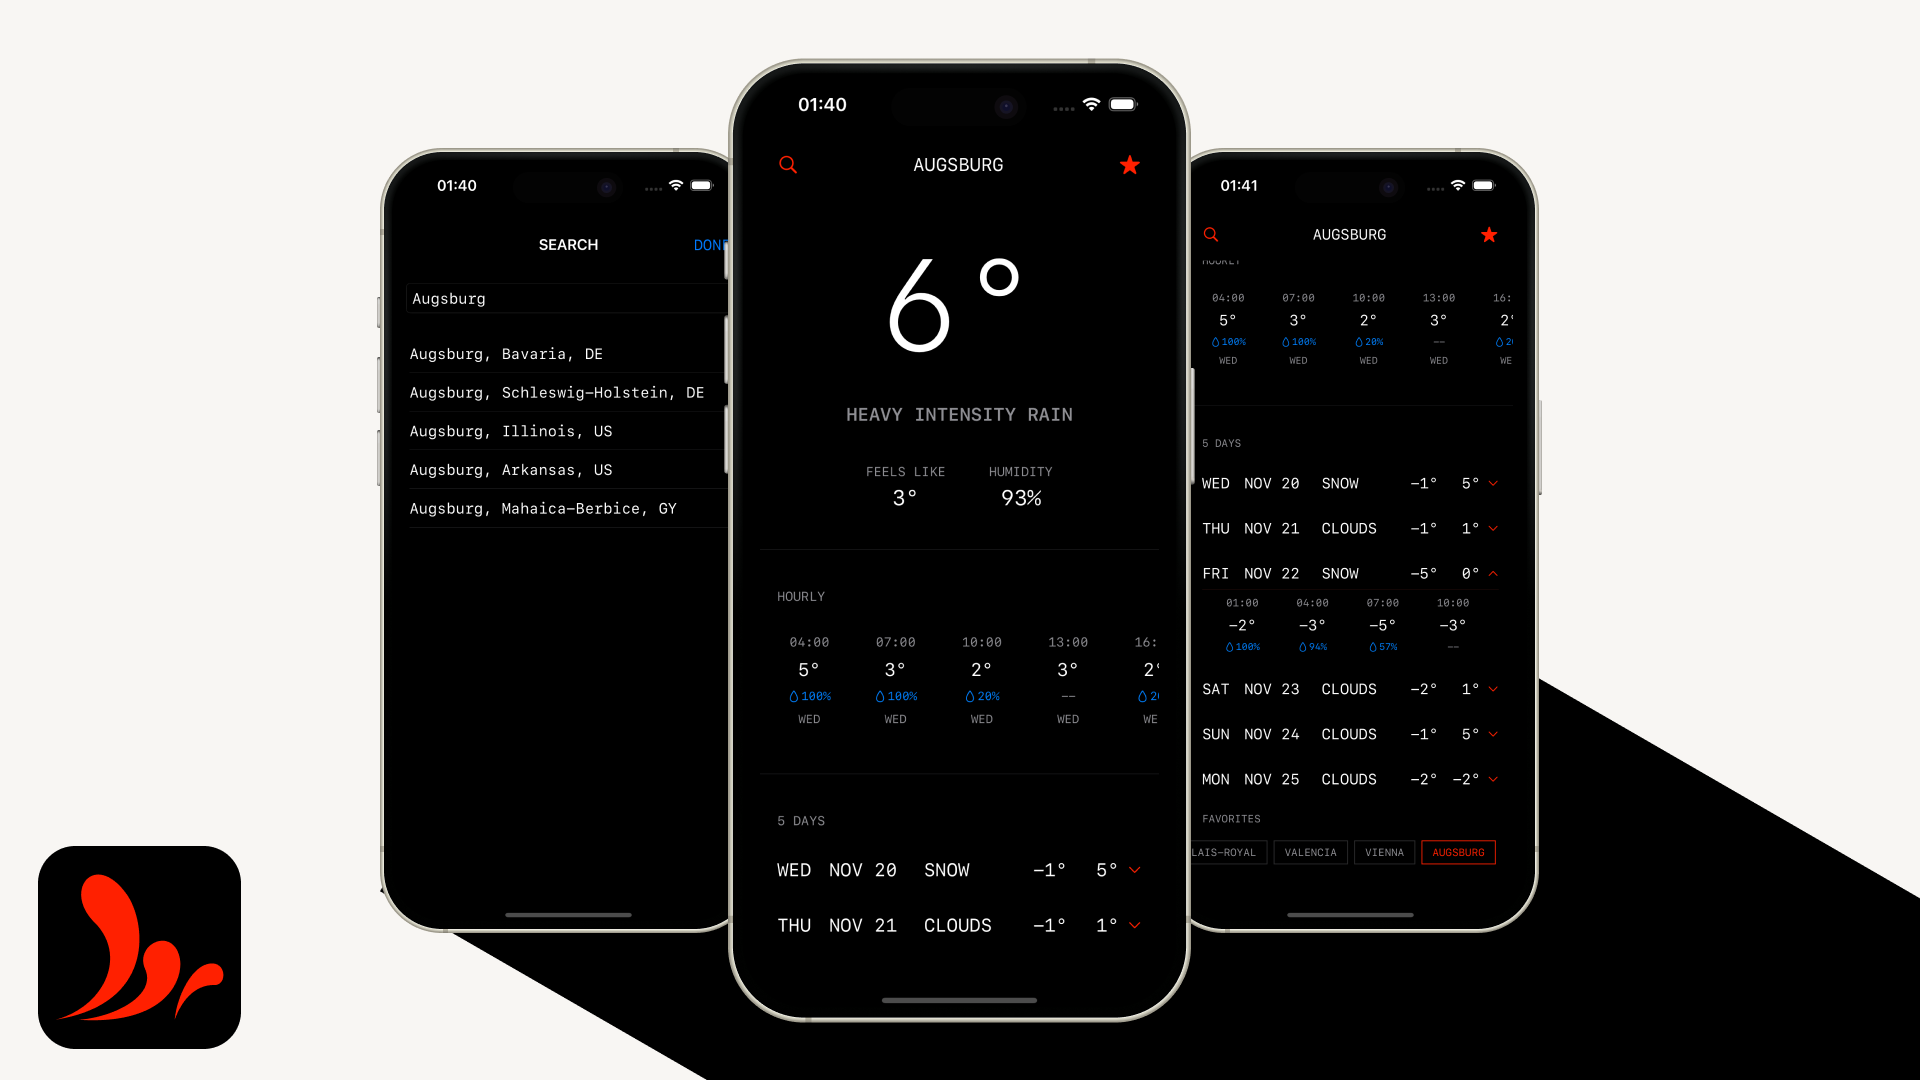 01:40
SEARCH
DONE
Augsburg
Augsburg, Bavaria, DE
Augsburg, Schleswig–Holstein, DE
Augsburg, Illinois, US
Augsburg, Arkansas, US
Augsburg, Mahaica–Berbice, GY
01:40
AUGSBURG
6°
HEAVY INTENSITY RAIN
FEELS LIKE HUMIDITY
3° 93%
HOURLY
04:00 07:00 10:00 13:00 16:
5° 3° 2° 3° 2°
100% 100% 20% –– 2
WED WED WED WED WE
5 DAYS
WED NOV 20 SNOW –1° 5°
THU NOV 21 CLOUDS –1° 1°
01:41
AUGSBURG
HOURLY
04:00 07:00 10:00 13:00 16:
5° 3° 2° 3° 2°
100% 100% 20% –– 2
WED WED WED WED WE
5 DAYS
WED NOV 20 SNOW –1° 5°
THU NOV 21 CLOUDS –1° 1°
FRI NOV 22 SNOW –5° 0°
01:00 04:00 07:00 10:00
–2° –3° –5° –3°
100% 94% 57% ––
SAT NOV 23 CLOUDS –2° 1°
SUN NOV 24 CLOUDS –1° 5°
MON NOV 25 CLOUDS –2° –2°
FAVORITES
LAIS–ROYAL VALENCIA VIENNA AUGSBURG